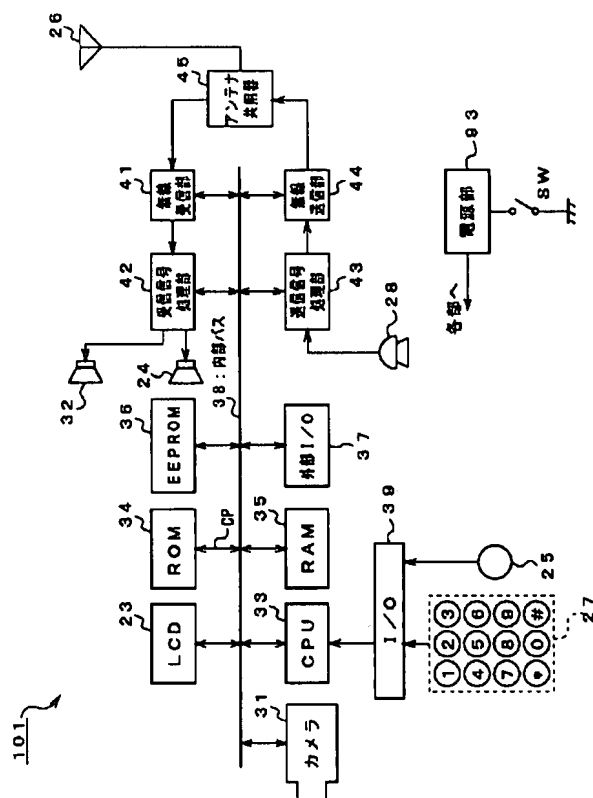 101
26
32
42
41
45
23
34
36
24
受信信号
処理部
無線
受信部
アンテナ
共用器
LCD
ROM
EEPROM
CP
38:内部バス
31
33
35
カメラ
CPU
RAM
外部I/O
送信信号
処理部
無線
送信部
37
43
44
28
39
I/O
各部へ
電源部
93
SW
1 2 3
4 5 6
7 8 9
* 0 #
25
27